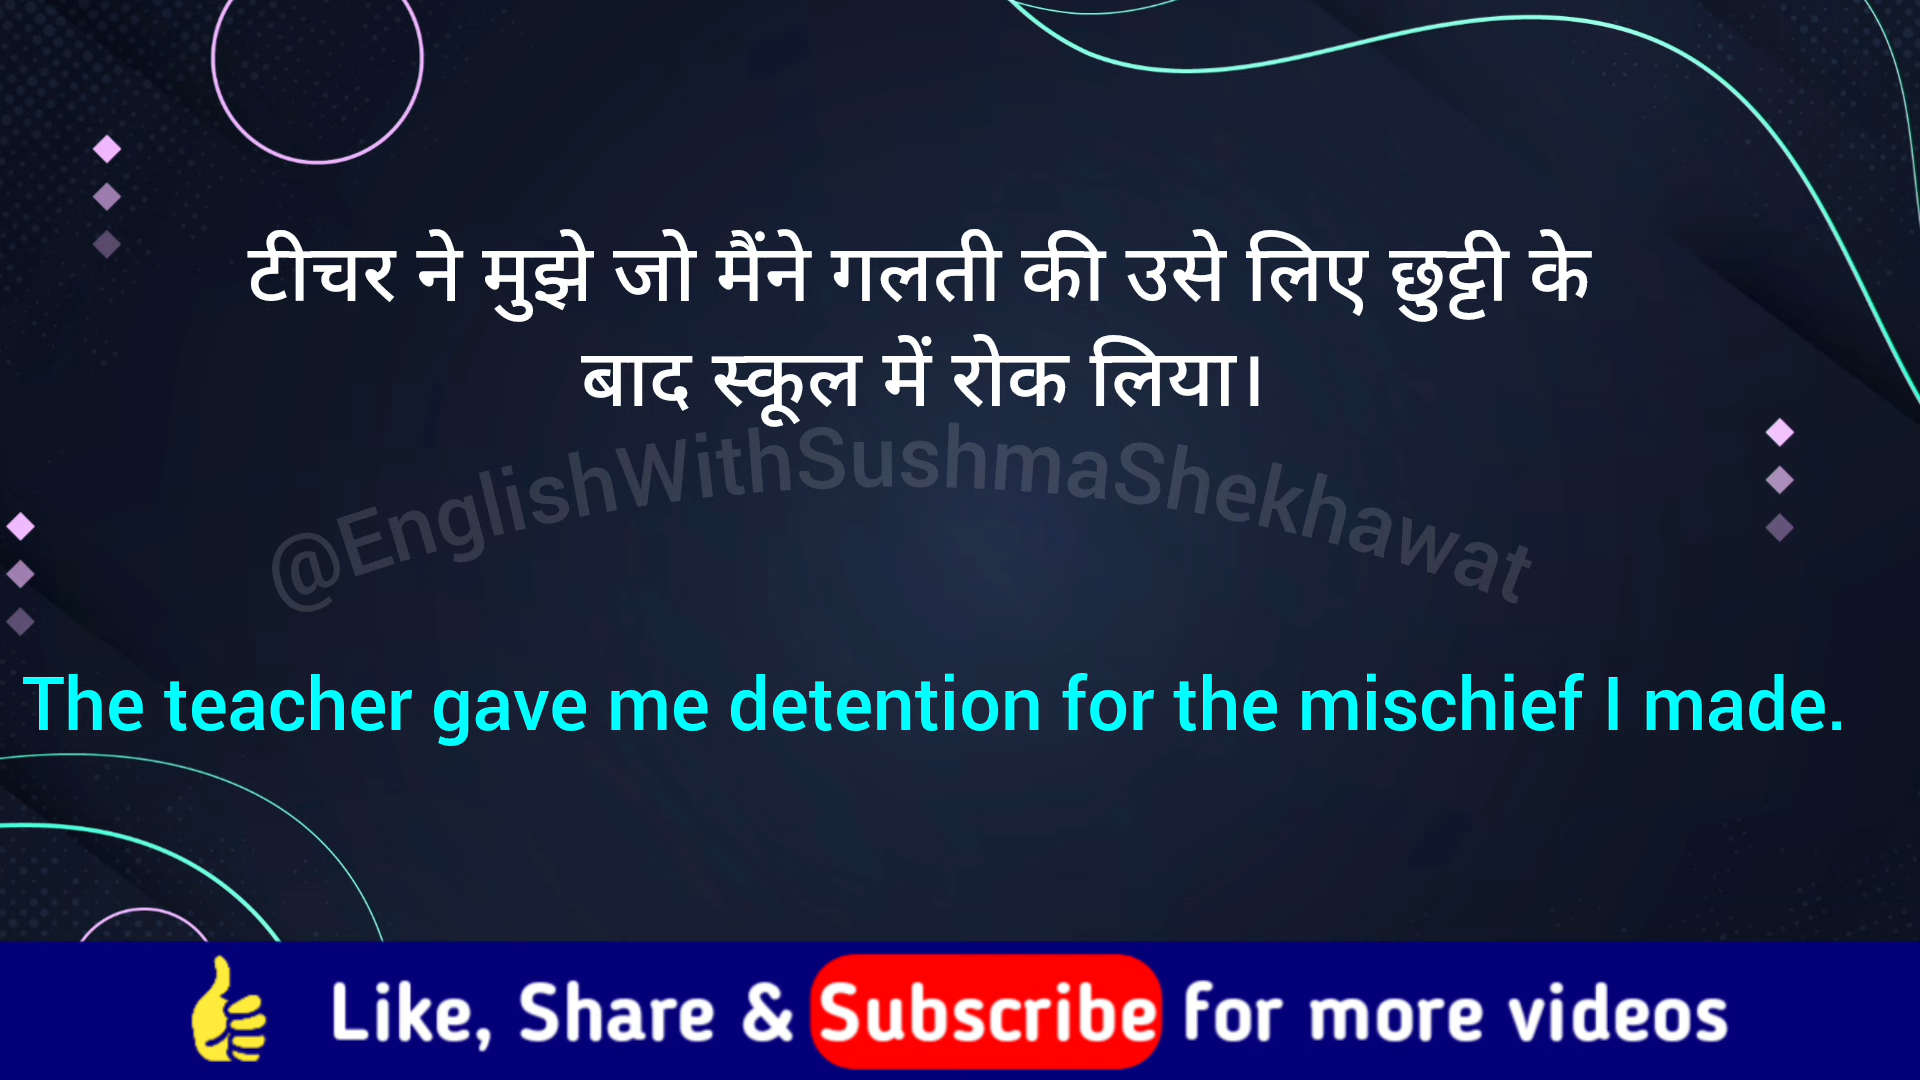 टीचर ने मुझे जो मैंने गलती की उसे लिए छुट्टी के
बाद स्कूल में रोक लिया।
@EnglishWithSushmaShekhawat
The teacher gave me detention for the mischief I made.
Like, Share & Subscribe for more videos